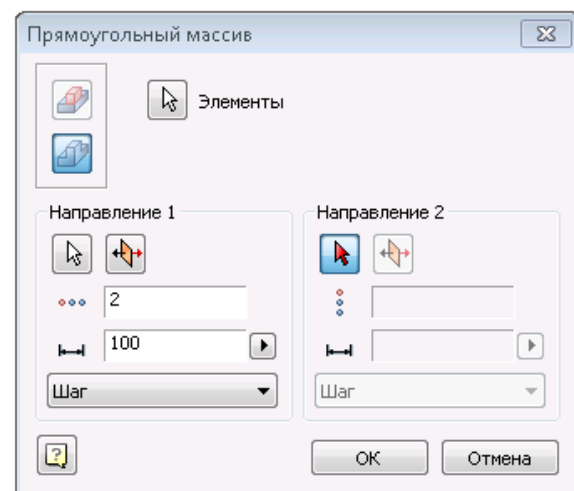 Прямоугольный массив
Элементы
Направление 1
Направление 2
2
100
Шаг
Шаг
ОК
Отмена